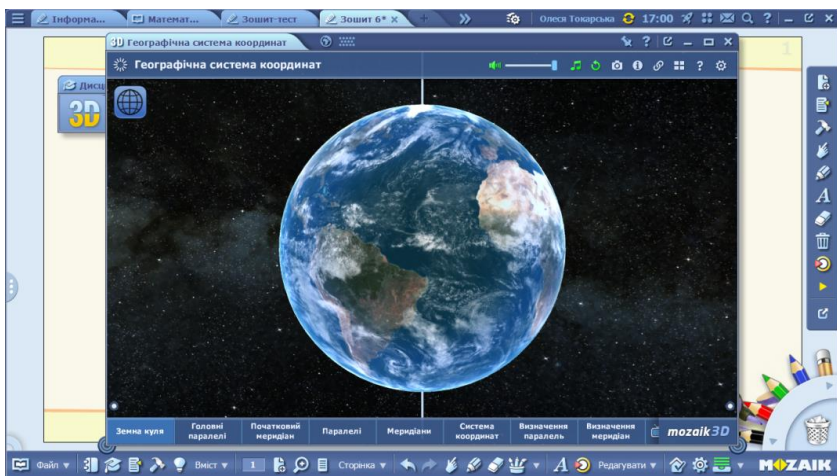 Інформа...
Математ...
Зошит-тест
Зошит 6*
Олеся Токарська
17:00
3D Географічна система координат
Географічна система координат
1
3D
Земна куля
Головні паралелі
Початковий меридіан
Паралелі
Меридіани
Система координат
Визначення паралель
Визначення меридіан
mozaik3D
Файл
Вміст
1
Сторінка
Редагувати
MOZAIK